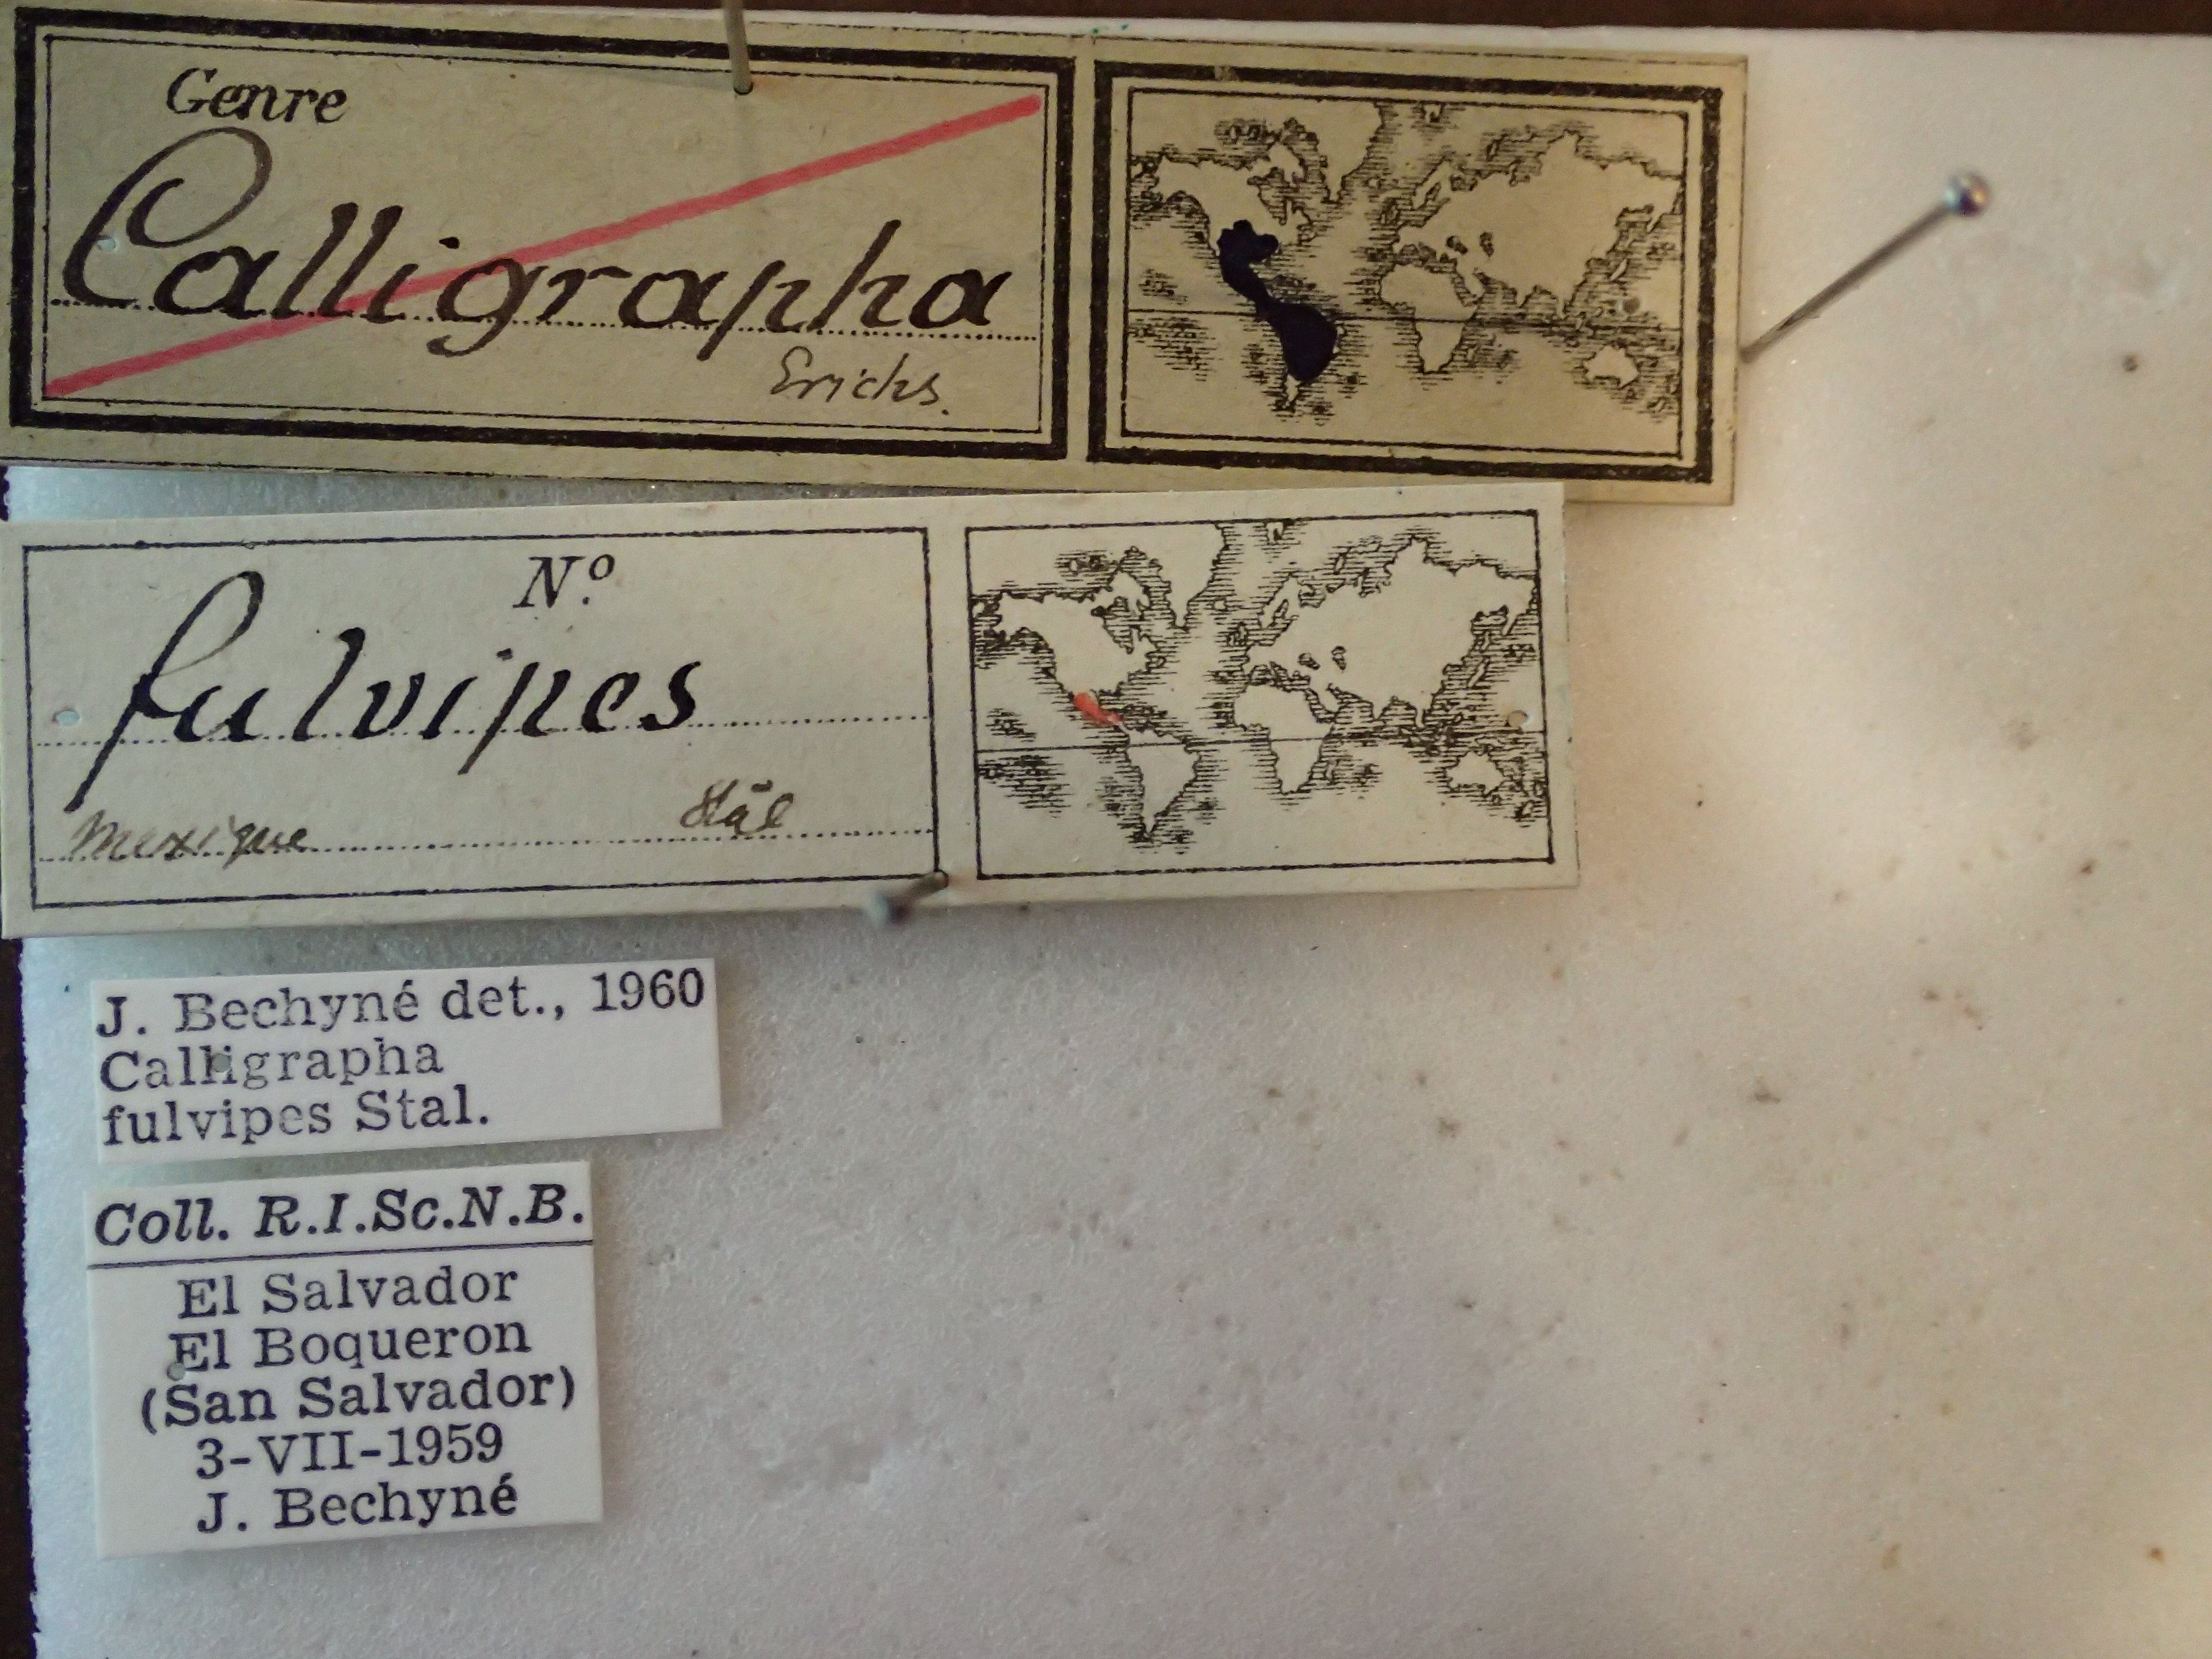 Genre
Calligrapha
Erichs.
Nº
fulvipes
Mexique Stål
J. Bechyné det., 1960
Calligrapha
fulvipes Stal.
Coll. R.I.Sc.N.B.
El Salvador
El Boqueron
(San Salvador)
3-VII-1959
J. Bechyné